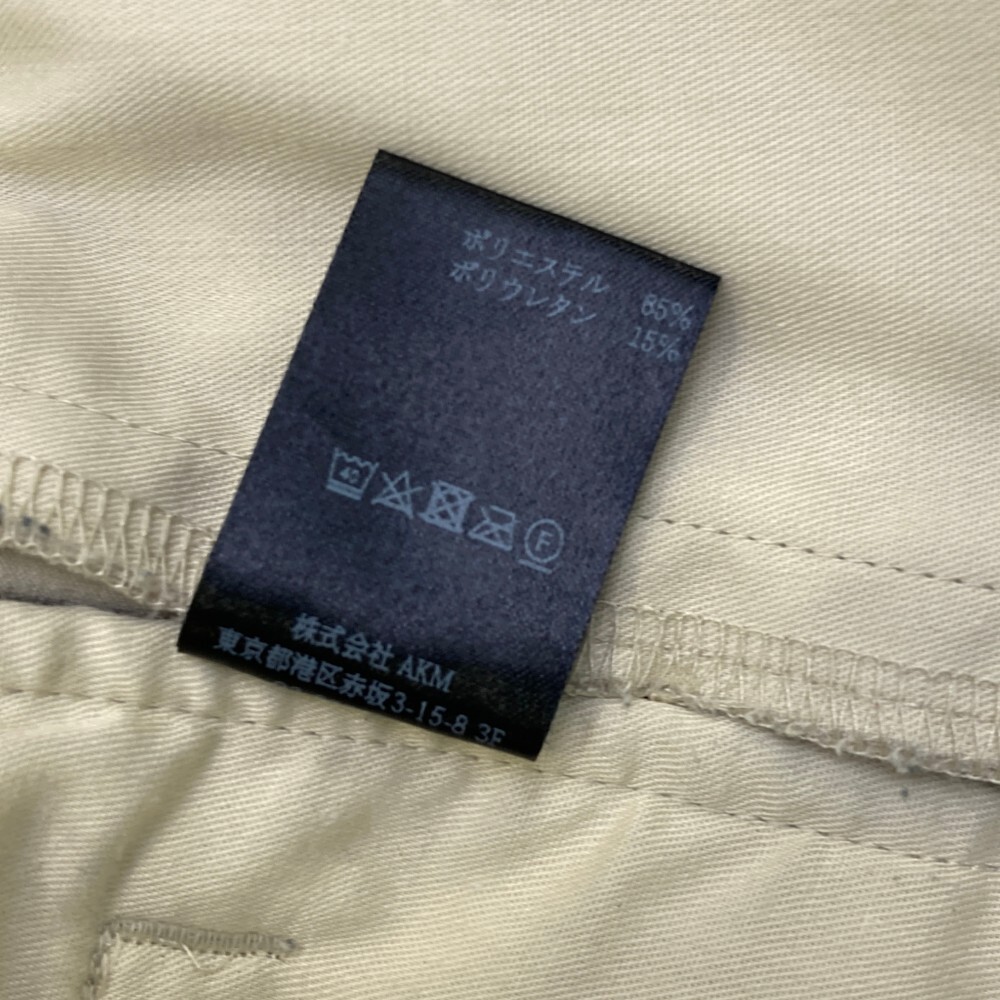 ポリエステル 85%
ポリウレタン 15%
40
F
株式会社 AKM
東京都港区赤坂3-15-8 3F